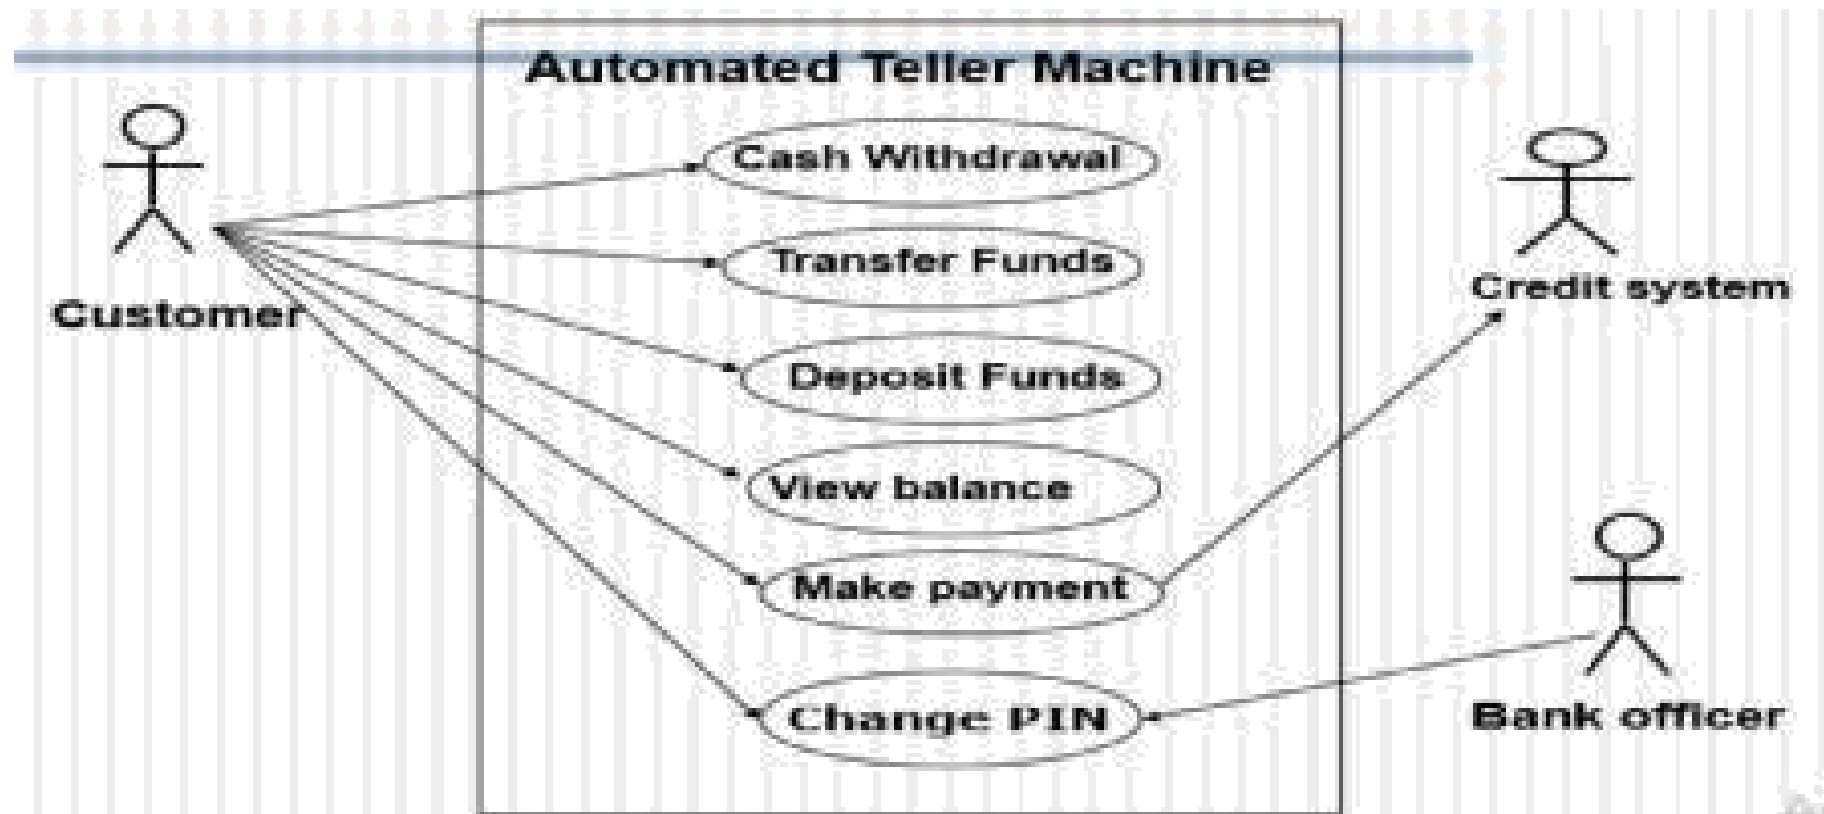 Automated Teller Machine
Cash Withdrawal
Transfer Funds
Customer
Credit system
Deposit Funds
View balance
Make payment
Change PIN
Bank officer